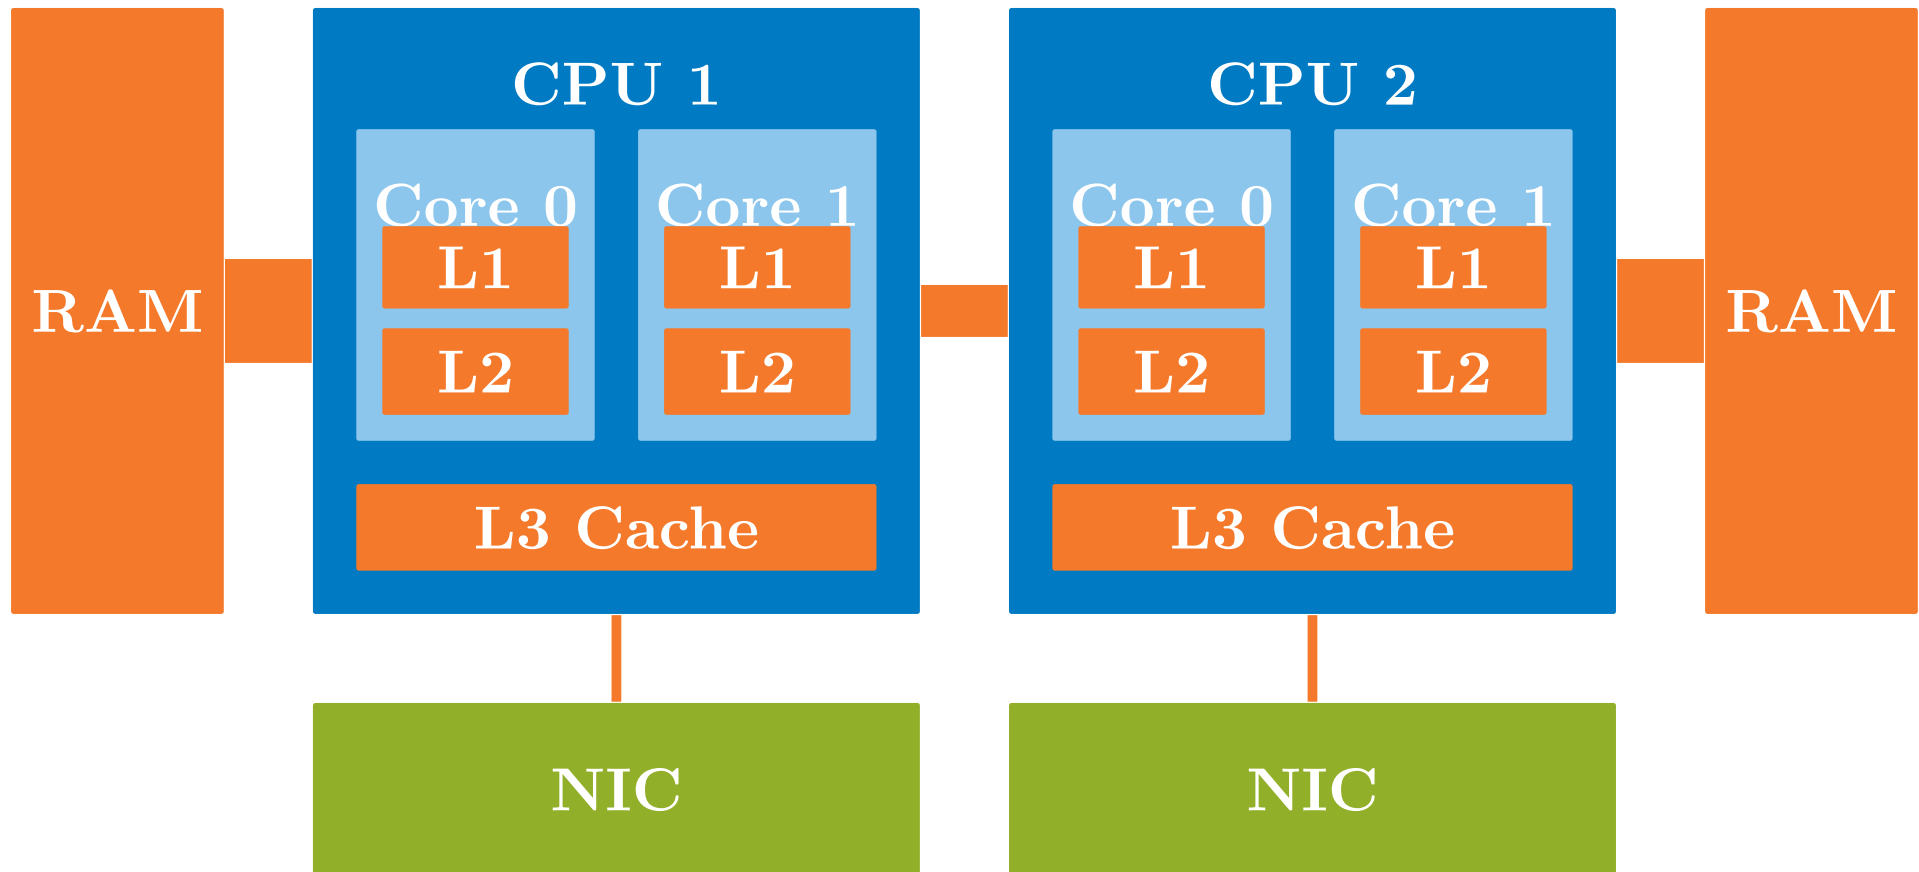 CPU 1
CPU 2
Core 0
Core 1
Core 0
Core 1
L1
L1
L1
L1
RAM
RAM
L2
L2
L2
L2
L3 Cache
L3 Cache
NIC
NIC